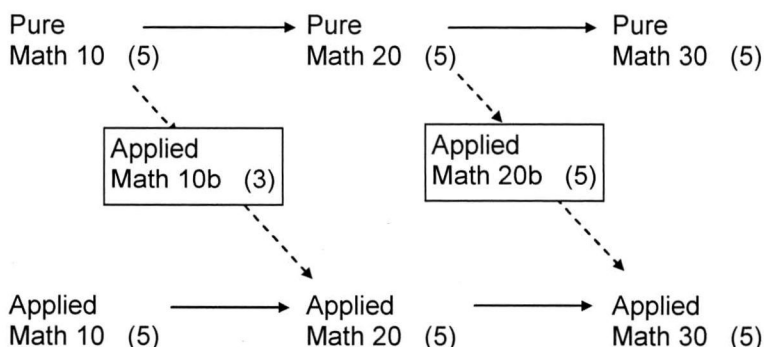 Pure
Math 10 (5)
Pure
Math 20 (5)
Pure
Math 30 (5)
Applied
Math 10b (3)
Applied
Math 20b (5)
Applied
Math 10 (5)
Applied
Math 20 (5)
Applied
Math 30 (5)